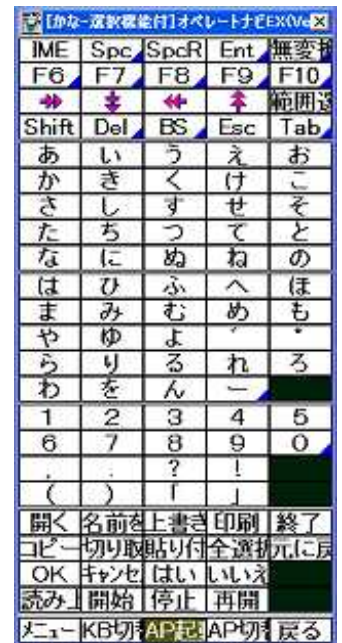 [かな-選択機能付]オペレートナビEX(Ve
IME Spc SpcR Ent 無変換
F6 F7 F8 F9 F10
範囲選
Shift Del BS Esc Tab
あ い う え お
か き く け こ
さ し す せ そ
た ち つ て と
な に ぬ ね の
は ひ ふ へ ほ
ま み む め も
や ゆ よ ゛ ゜
ら り る れ ろ
わ を ん ー
1 2 3 4 5
6 7 8 9 0
. : ? !
( ) 「 」
開く 名前を 上書き 印刷 終了
コピー 切り取 貼り付 全選択 元に戻
OK キャンセ はい いいえ
読み上 開始 停止 再開
メニュー KB切替 AP起動 AP切替 戻る